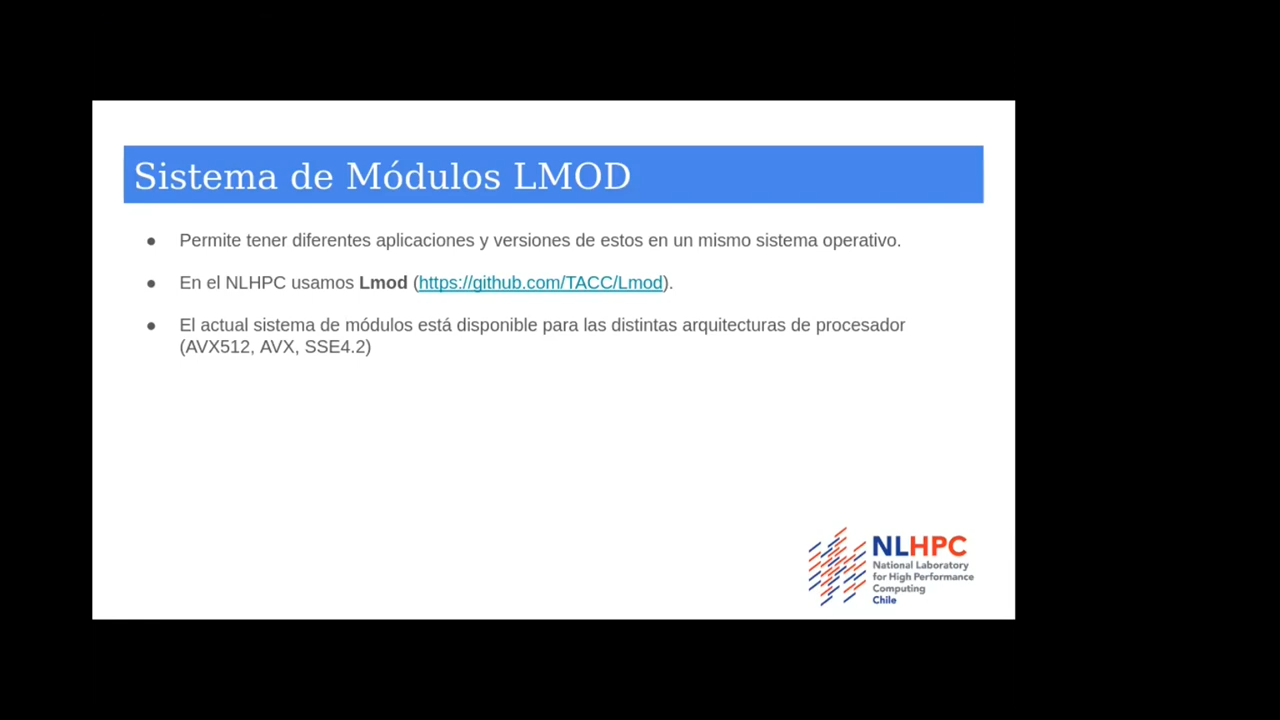 Sistema de Módulos LMOD
● Permite tener diferentes aplicaciones y versiones de estos en un mismo sistema operativo.
● En el NLHPC usamos Lmod (https://github.com/TACC/Lmod).
● El actual sistema de módulos está disponible para las distintas arquitecturas de procesador
(AVX512, AVX, SSE4.2)
NLHPC
National Laboratory
for High Performance
Computing
Chile